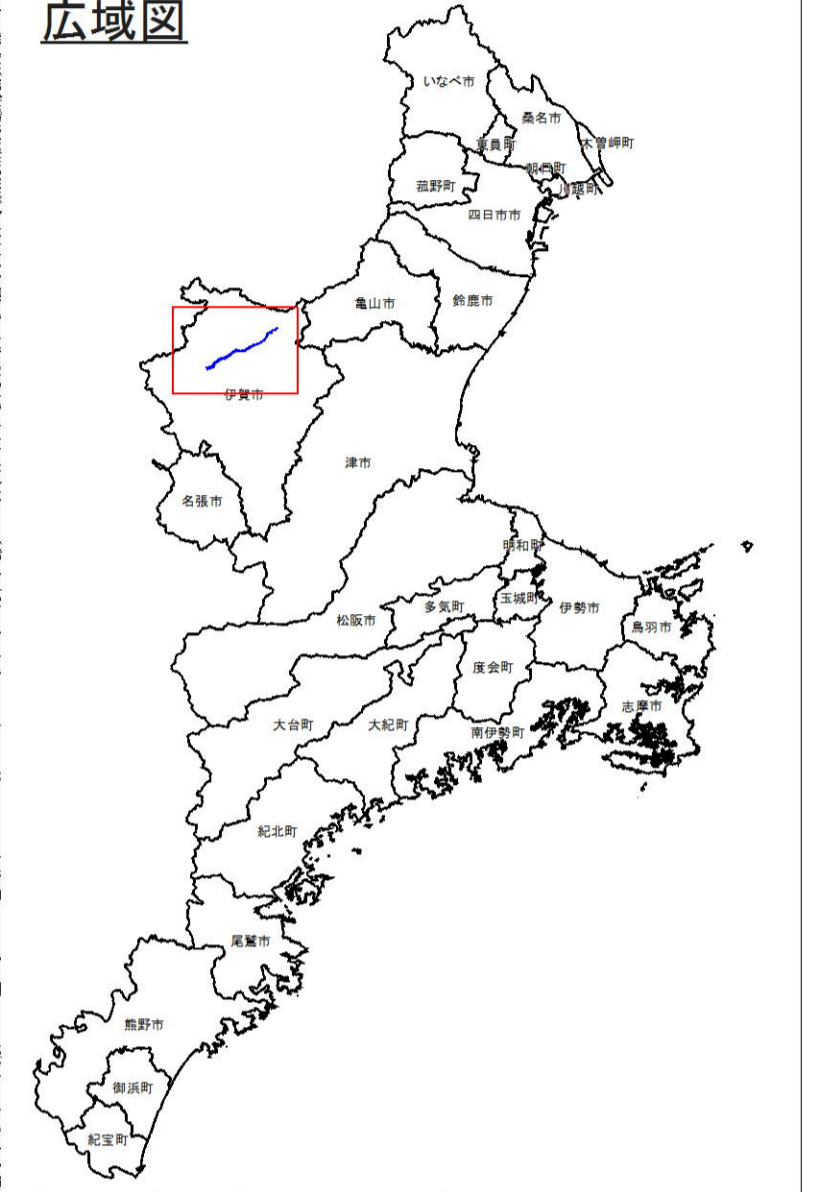 広域図
いなべ市
桑名市
東員町
木曽岬町
朝日町
菰野町
川越町
四日市市
亀山市
鈴鹿市
伊賀市
津市
名張市
明和町
玉城町
多気町
伊勢市
松阪市
鳥羽市
度会町
志摩市
大台町
大紀町
南伊勢町
紀北町
尾鷲市
熊野市
御浜町
紀宝町